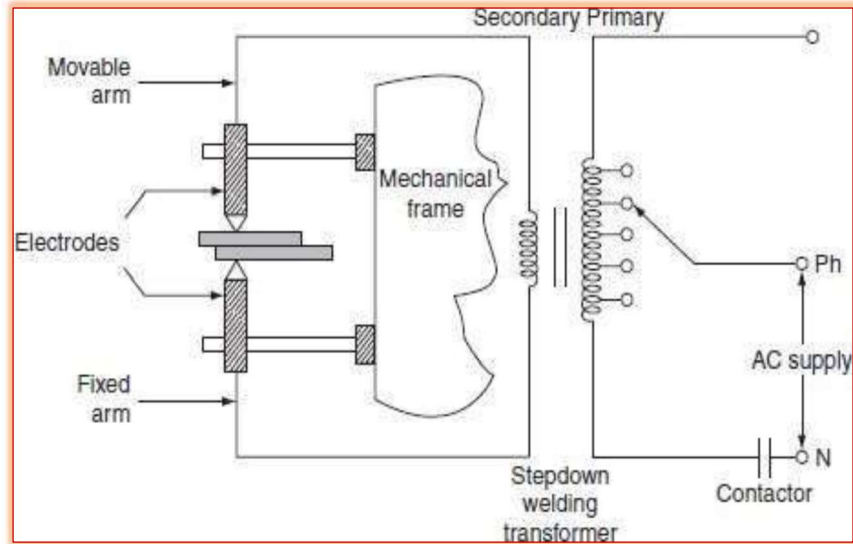 Secondary Primary
Movable
arm
Mechanical
frame
Electrodes
Ph
AC supply
Fixed
arm
N
Contactor
Stepdown
welding
transformer